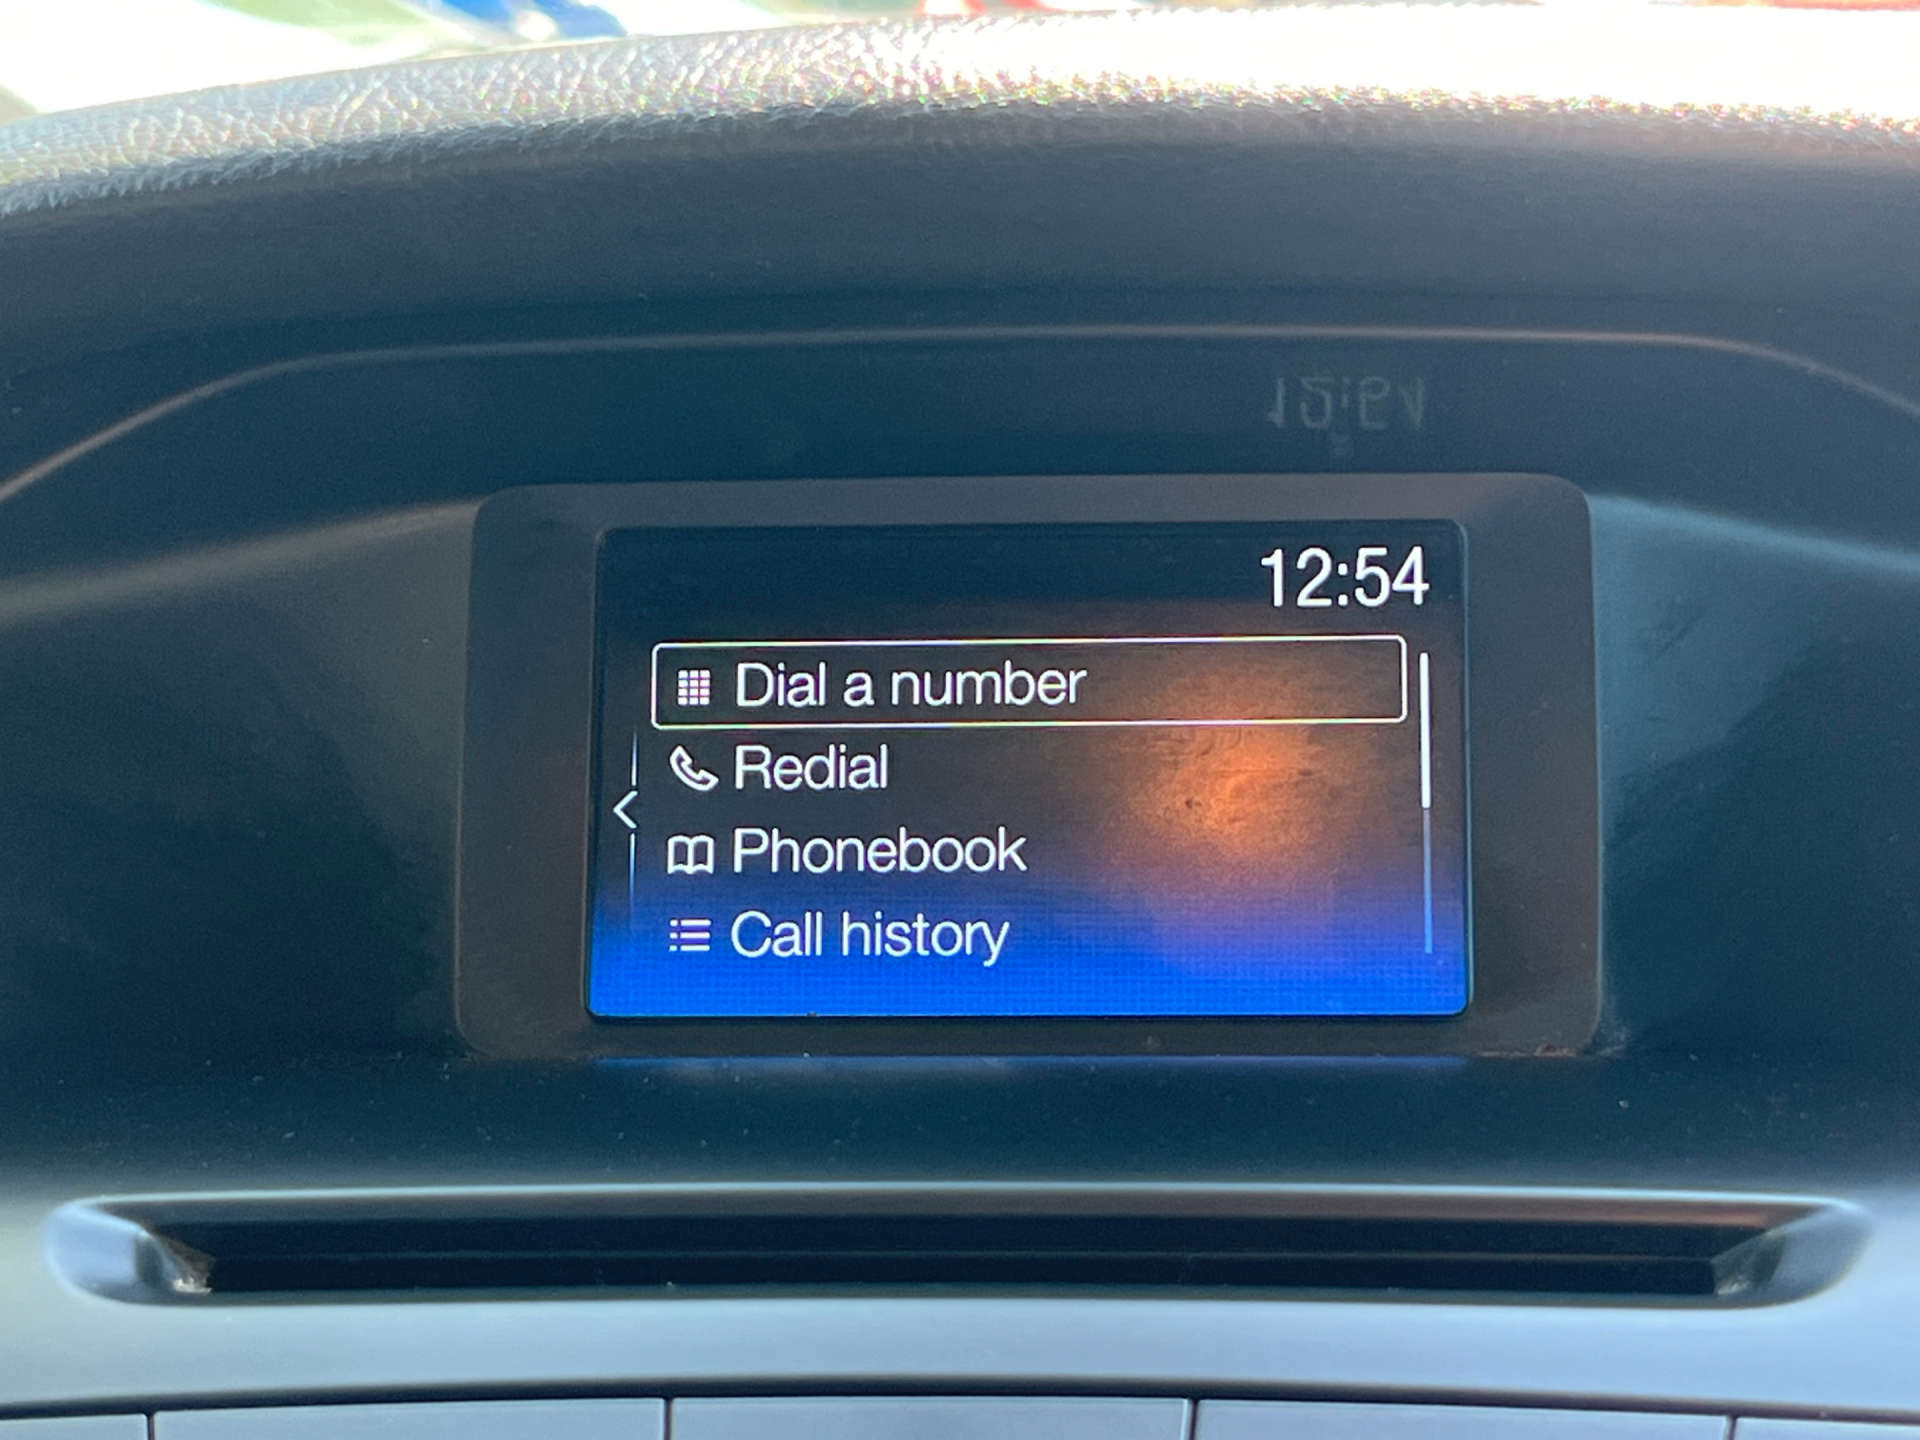 12:54
Dial a number
Redial
Phonebook
Call history